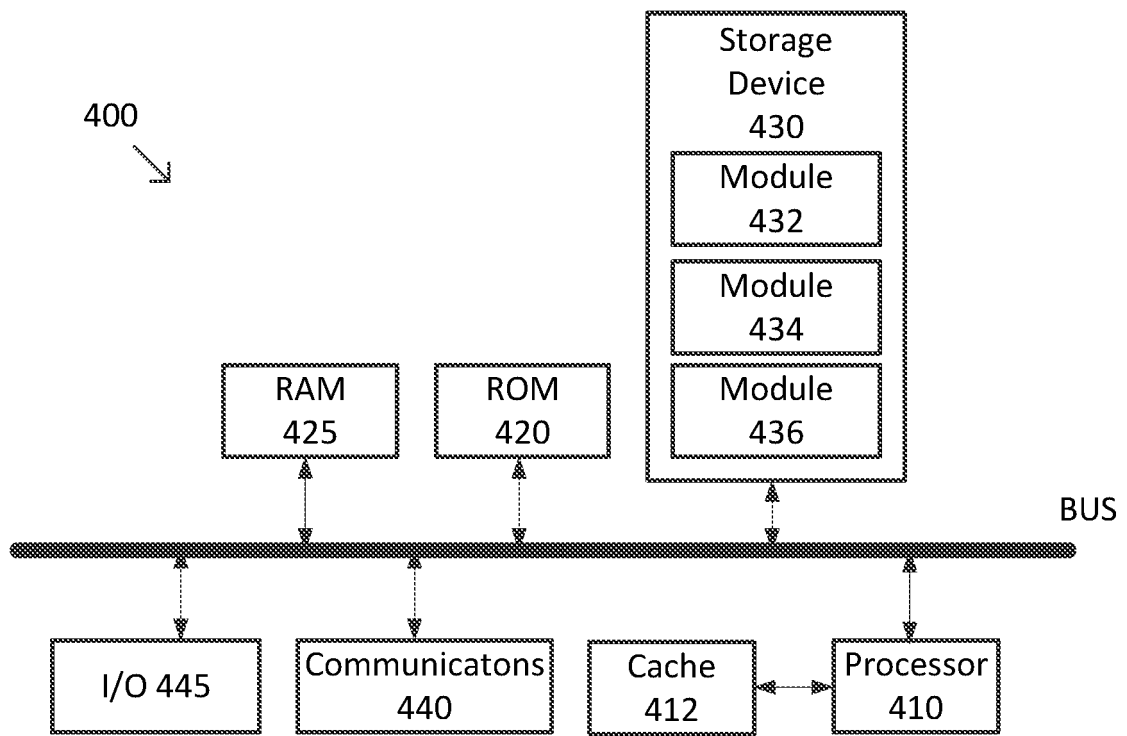 400
Storage
Device
430
Module
432
Module
434
Module
436
RAM
425
ROM
420
BUS
I/O 445
Communicatons
440
Cache
412
Processor
410